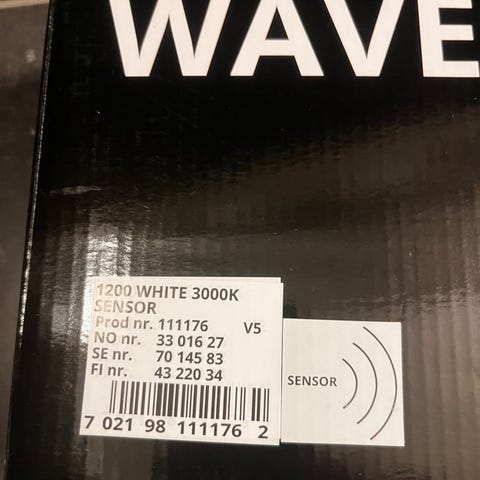 WAVE
1200 WHITE 3000K
SENSOR
Prod nr. 111176 V5
NO nr. 33 016 27
SE nr. 70 145 83
FI nr. 43 220 34
7 021 98 111176 2
SENSOR